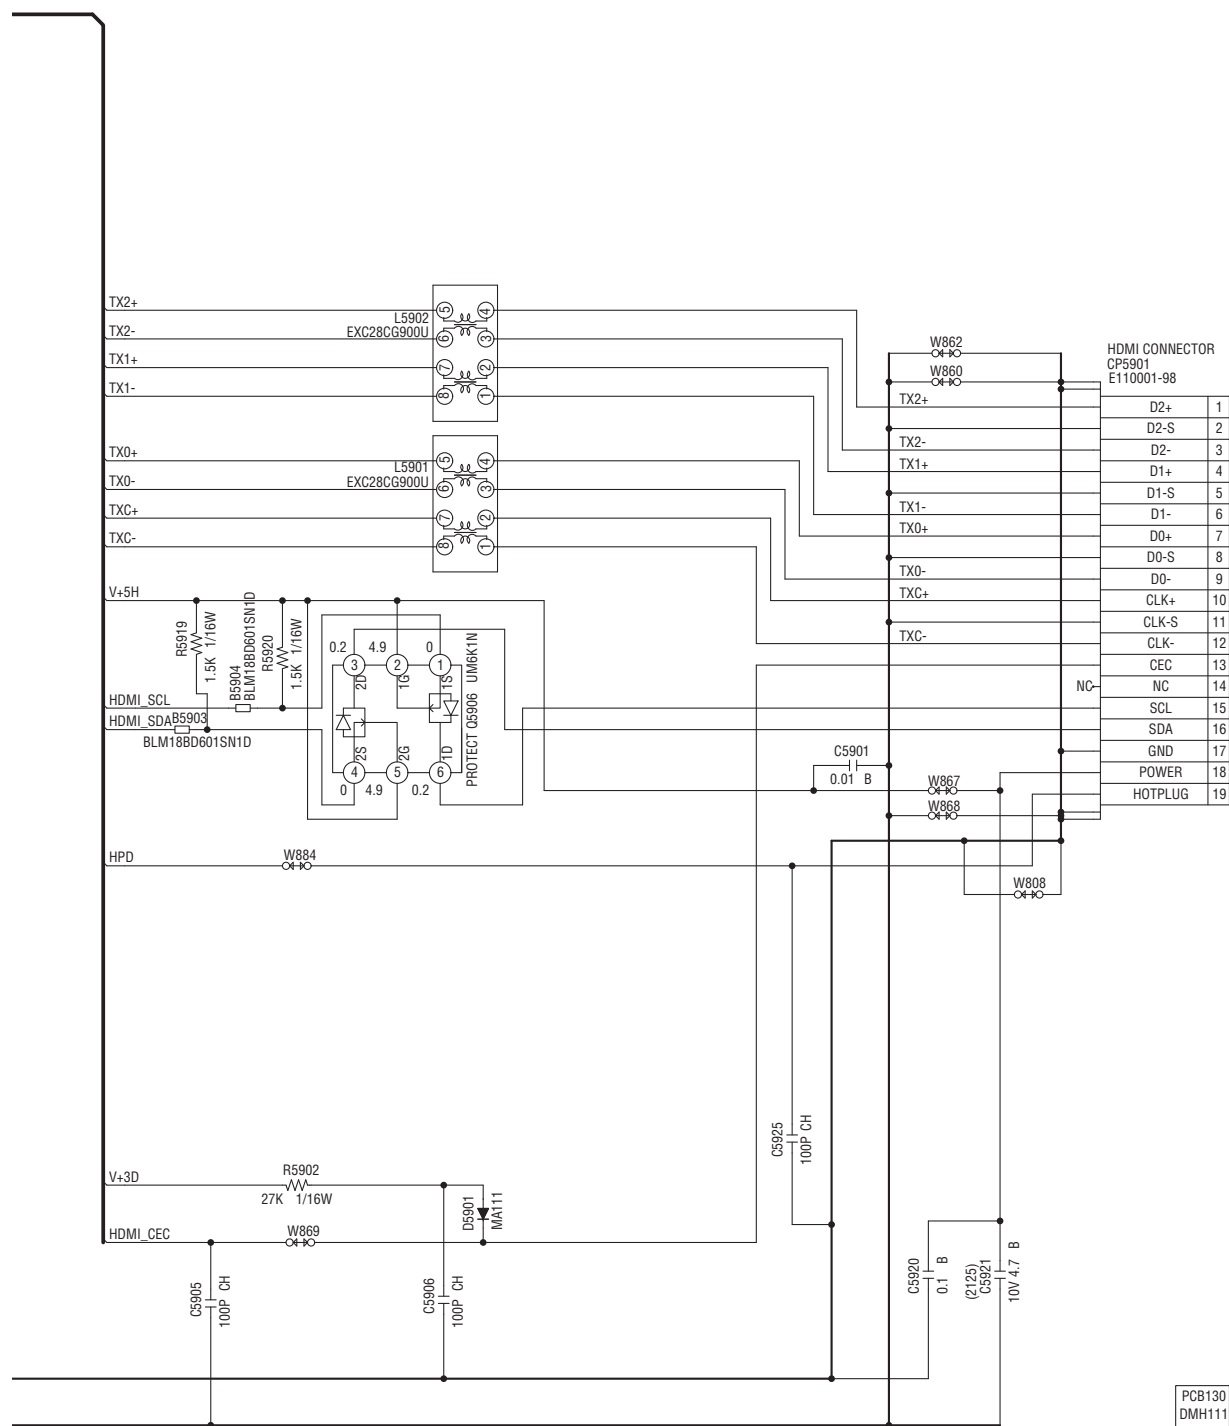 TX2+
TX2-
TX1+
TX1-
L5902
EXC28CG900U
5
4
6
3
7
2
8
1
TX0+
TX0-
TXC+
TXC-
L5901
EXC28CG900U
5
4
6
3
7
2
8
1
V+5H
R5919
1.5K 1/16W
B5904
BLM18BD601SN1D
R5920
1.5K 1/16W
HDMI_SCL
HDMI_SDA
B5903
BLM18BD601SN1D
0.2
4.9
0
3
2
1
2D
1G
1S
2S
2G
1D
4
5
6
0
4.9
0.2
PROTECT Q5906 UM6K1N
W862
W860
TX2+
TX2-
TX1+
TX1-
TX0+
TX0-
TXC+
TXC-
HDMI CONNECTOR
CP5901
E110001-98
D2+ 1
D2-S 2
D2- 3
D1+ 4
D1-S 5
D1- 6
D0+ 7
D0-S 8
D0- 9
CLK+ 10
CLK-S 11
CLK- 12
CEC 13
NC NC 14
SCL 15
SDA 16
GND 17
POWER 18
HOTPLUG 19
C5901
0.01 B
W867
W868
HPD
W884
W808
C5925
100P CH
V+3D
R5902
27K 1/16W
D5901
MA111
HDMI_CEC
W869
C5905
100P CH
C5906
100P CH
C5920
0.1 B
(2125)
C5921
10V 4.7 B
PCB130
DMH111